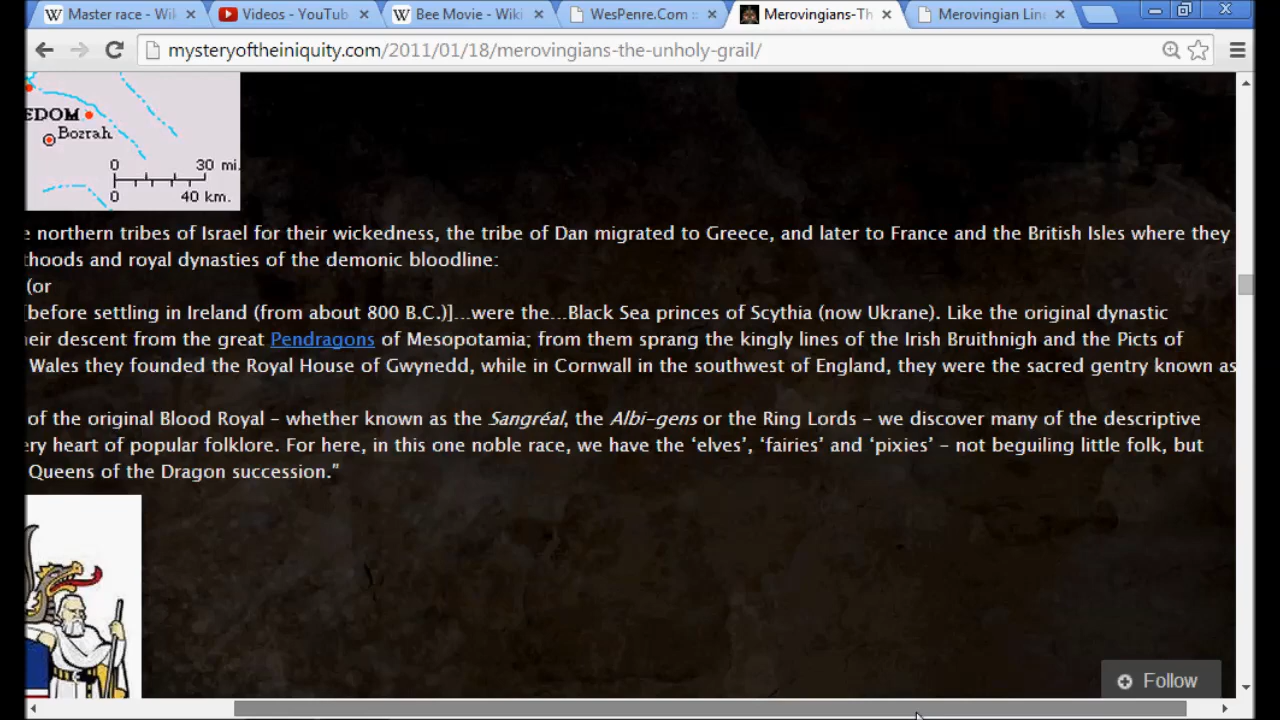 Master race - Wiki
Videos - YouTub
Bee Movie - Wiki
WesPenre.Com ::
Merovingians-Th
Merovingian Line
mysteryoftheiniquity.com/2011/01/18/merovingians-the-unholy-grail/
EDOM
Bozrah
0 30 mi.
0 40 km.
northern tribes of Israel for their wickedness, the tribe of Dan migrated to Greece, and later to France and the British Isles where they
thoods and royal dynasties of the demonic bloodline:
(or
[before settling in Ireland (from about 800 B.C.)]...were the...Black Sea princes of Scythia (now Ukrane). Like the original dynastic
heir descent from the great Pendragons of Mesopotamia; from them sprang the kingly lines of the Irish Bruithnigh and the Picts of
Wales they founded the Royal House of Gwynedd, while in Cornwall in the southwest of England, they were the sacred gentry known as
of the original Blood Royal – whether known as the Sangréal, the Albi-gens or the Ring Lords – we discover many of the descriptive
ery heart of popular folklore. For here, in this one noble race, we have the ‘elves’, ‘fairies’ and ‘pixies’ – not beguiling little folk, but
Queens of the Dragon succession.”
Follow